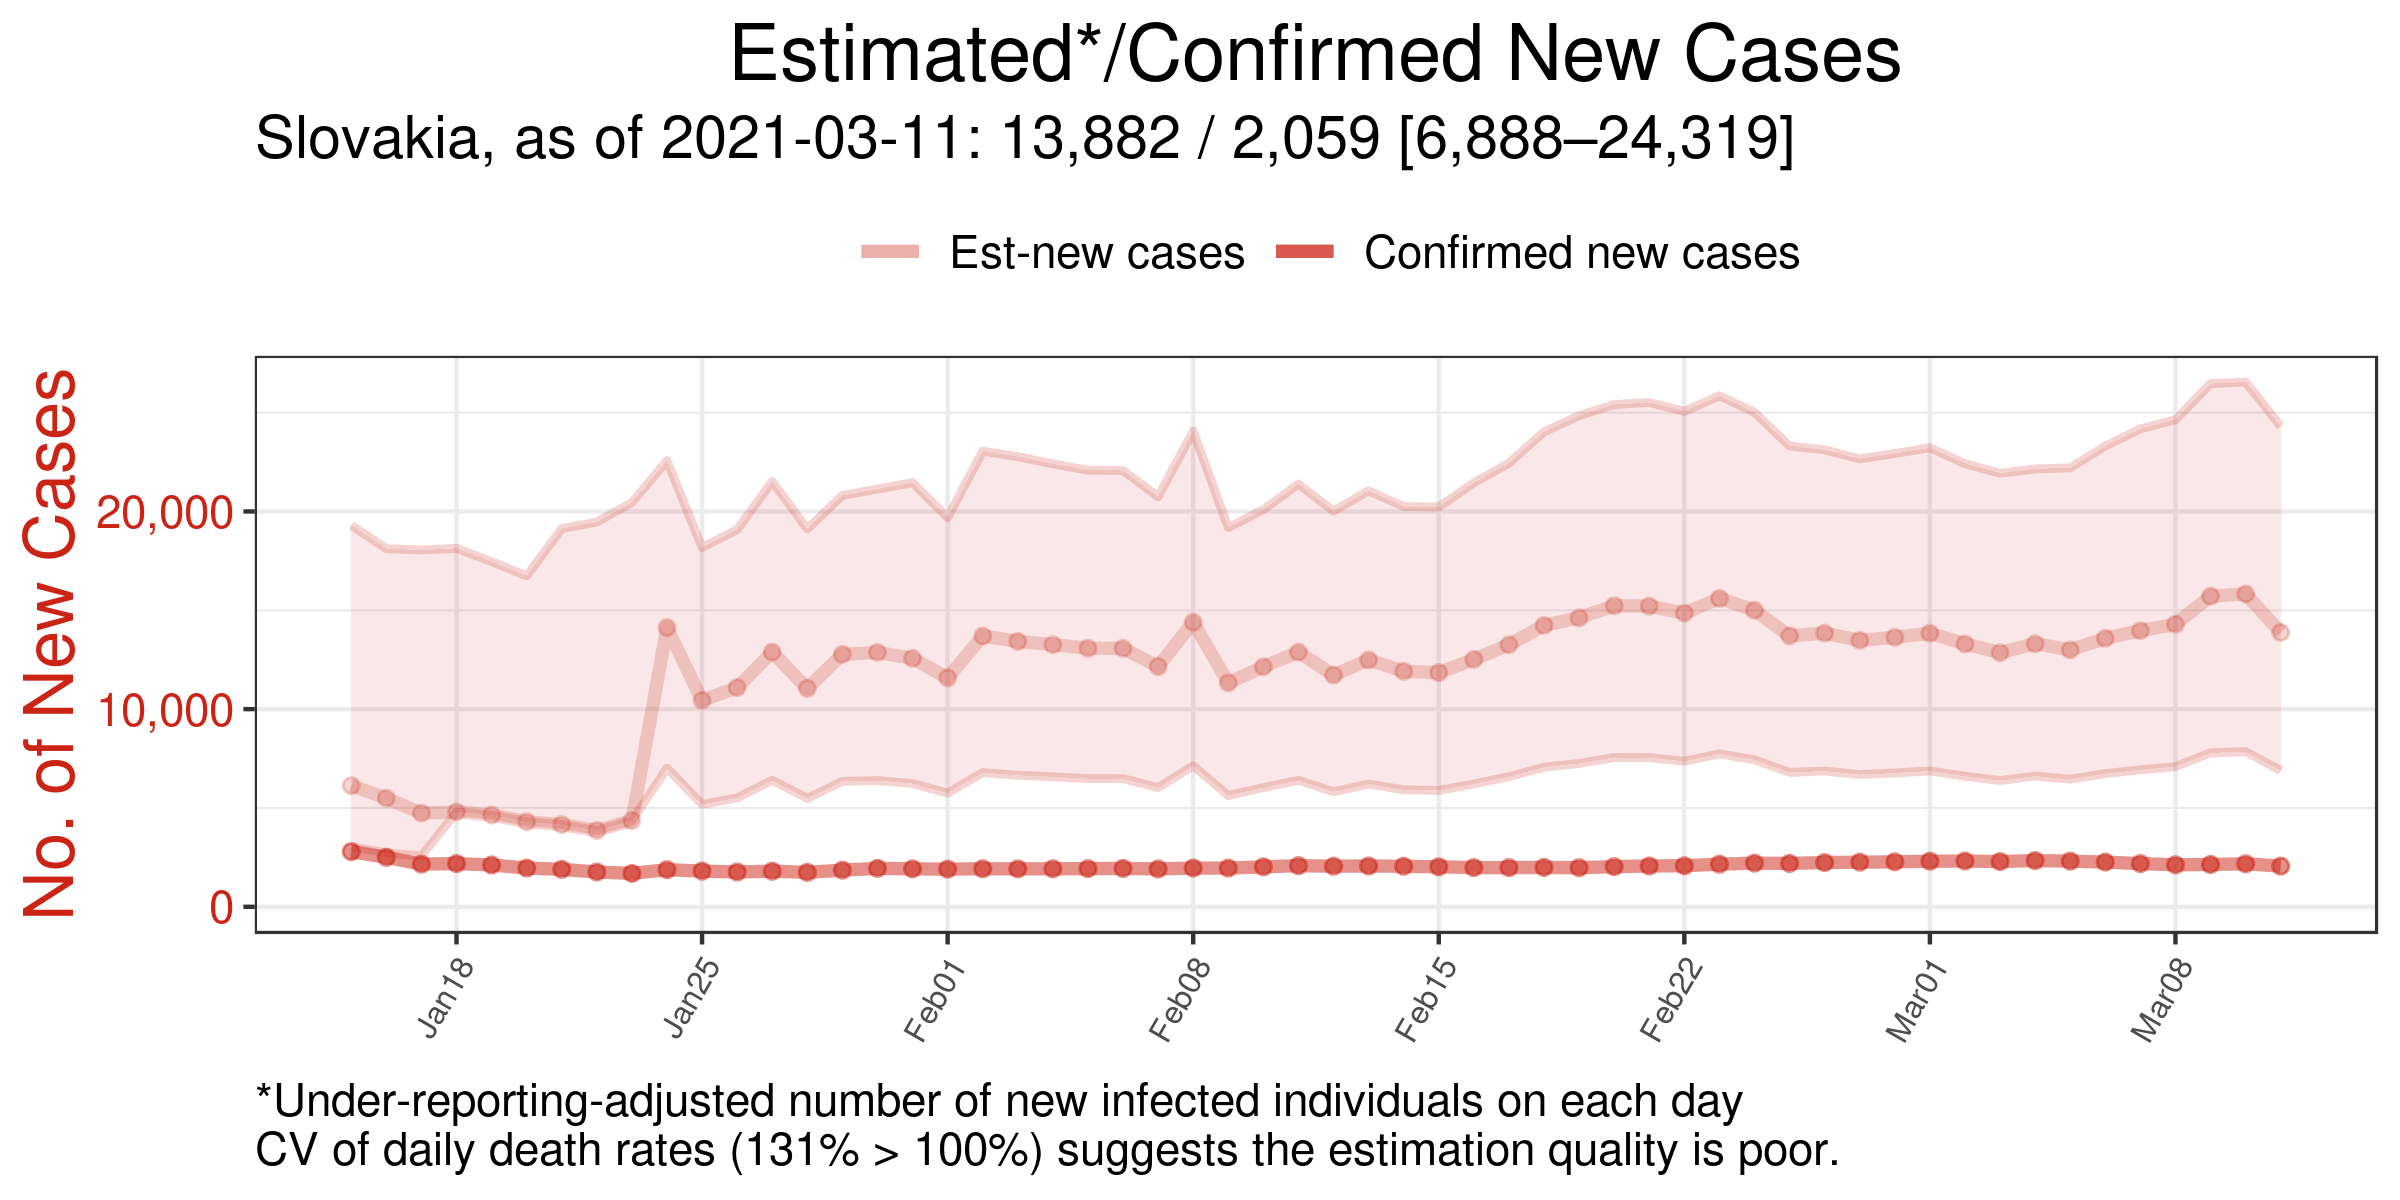 Estimated*/Confirmed New Cases
Slovakia, as of 2021-03-11: 13,882 / 2,059 [6,888–24,319]
Est-new cases Confirmed new cases
No. of New Cases
20,000
10,000
0
Jan18 Jan25 Feb01 Feb08 Feb15 Feb22 Mar01 Mar08
*Under-reporting-adjusted number of new infected individuals on each day
CV of daily death rates (131% > 100%) suggests the estimation quality is poor.